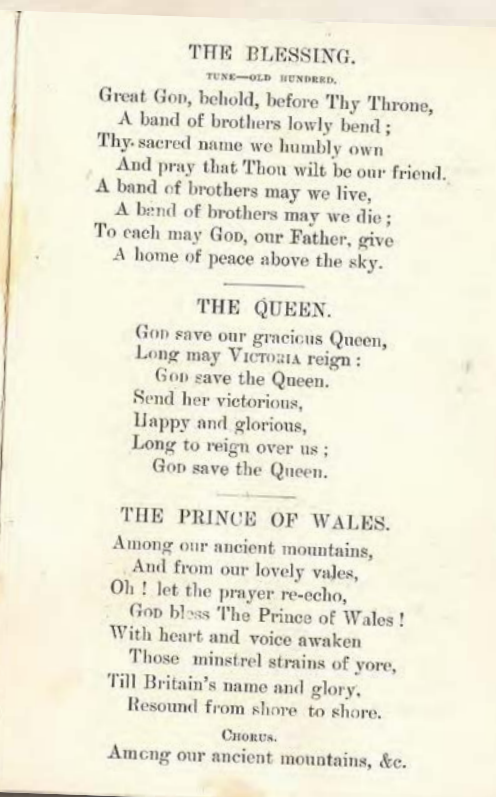 THE BLESSING.
TUNE—OLD HUNDRED.
Great GOD, behold, before Thy Throne,
A band of brothers lowly bend ;
Thy sacred name we humbly own
And pray that Thou wilt be our friend.
A band of brothers may we live,
A band of brothers may we die ;
To each may GOD, our Father, give
A home of peace above the sky.
THE QUEEN.
GOD save our gracious Queen,
Long may VICTORIA reign :
GOD save the Queen.
Send her victorious,
Happy and glorious,
Long to reign over us ;
GOD save the Queen.
THE PRINCE OF WALES.
Among our ancient mountains,
And from our lovely vales,
Oh ! let the prayer re-echo,
GOD bless The Prince of Wales !
With heart and voice awaken
Those minstrel strains of yore,
Till Britain's name and glory,
Resound from shore to shore.
CHORUS.
Among our ancient mountains, &c.